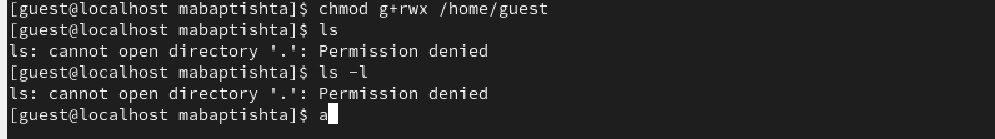 [guest@localhost mabaptishta]$ chmod g+rwx /home/guest
[guest@localhost mabaptishta]$ ls
ls: cannot open directory '.': Permission denied
[guest@localhost mabaptishta]$ ls -l
ls: cannot open directory '.': Permission denied
[guest@localhost mabaptishta]$ a